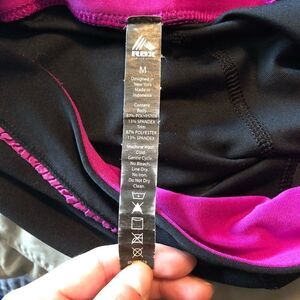 RBX
M
Designed in
New York
Made in
Indonesia
Content
Body
87% POLYESTER
13% SPANDEX
Trim
87% POLYESTER
13% SPANDEX
Machine Wash
Cold
Gentle Cycle
No Bleach
Line Dry.
No Iron.
Do Not Dry
Clean.